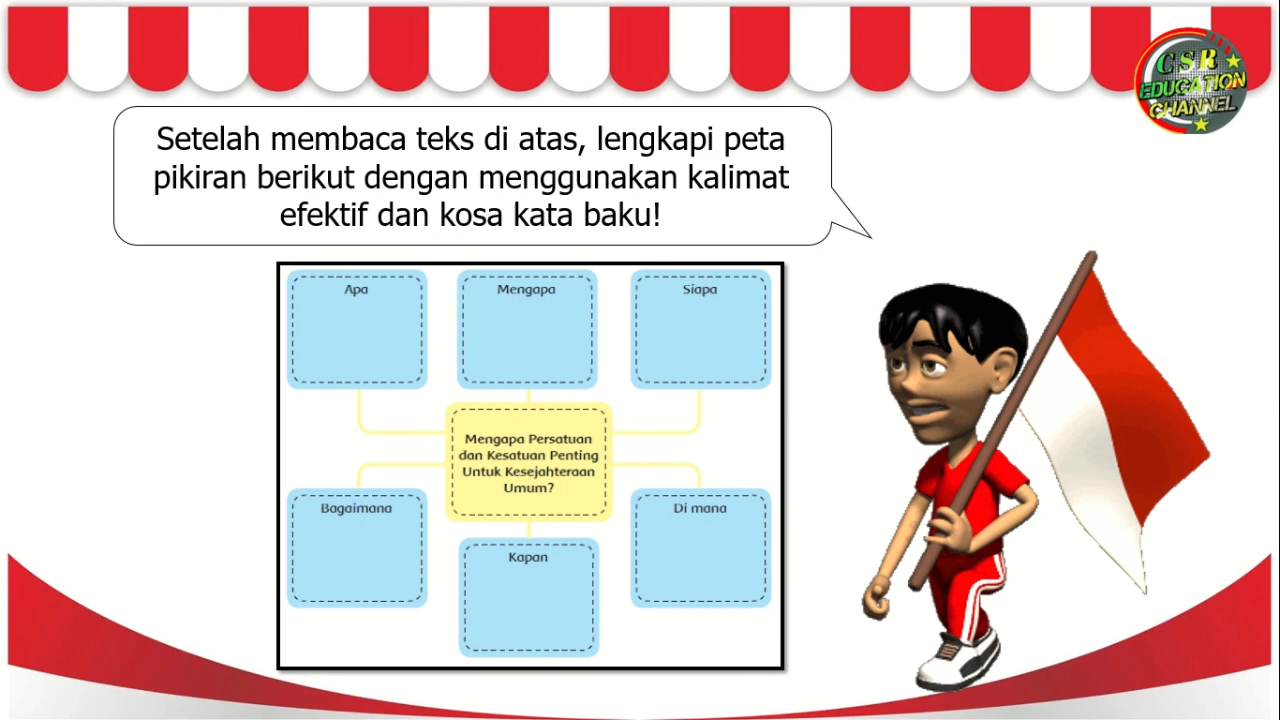 CSR
EDUCATION
CHANNEL
Setelah membaca teks di atas, lengkapi peta
pikiran berikut dengan menggunakan kalimat
efektif dan kosa kata baku!
Apa
Mengapa
Siapa
Mengapa Persatuan
dan Kesatuan Penting
Untuk Kesejahteraan
Umum?
Bagaimana
Kapan
Di mana